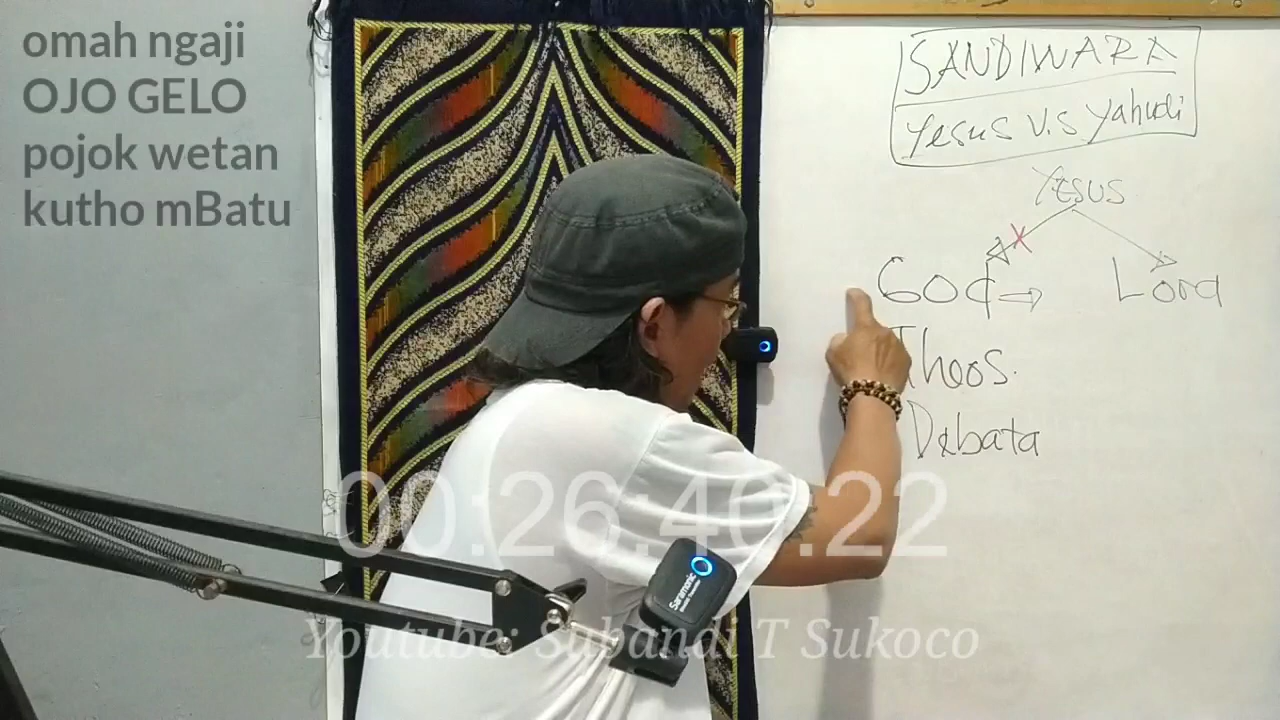 omah ngaji
OJO GELO
pojok wetan
kutho mBatu
SANDIWARA
Yesus V.S Yahudi
Yesus
God Lord
Theos.
Debata
00:26:40.22
Saramonic
Youtube: Subandi T Sukoco